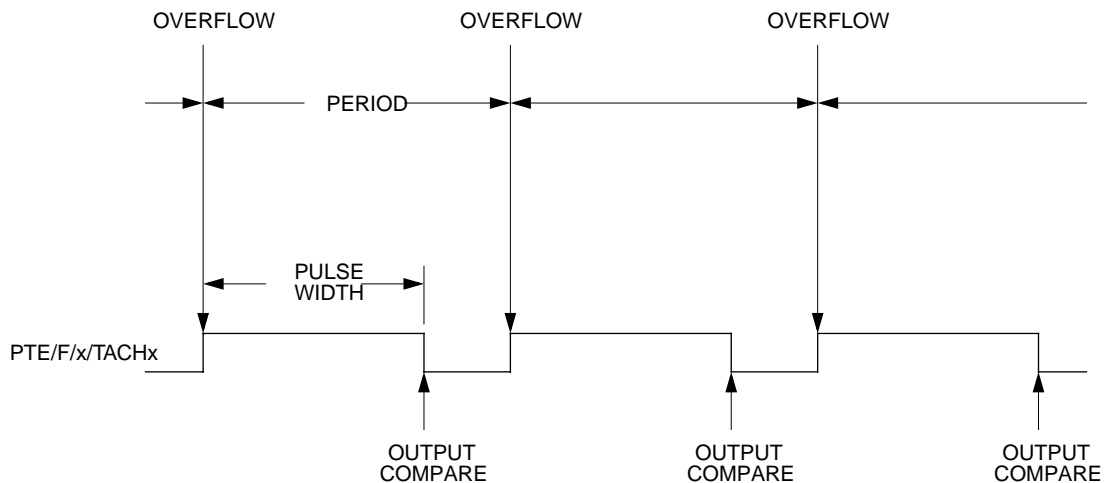 OVERFLOW
OVERFLOW
OVERFLOW
PERIOD
PULSE
WIDTH
PTE/F/x/TACHx
OUTPUT
COMPARE
OUTPUT
COMPARE
OUTPUT
COMPARE